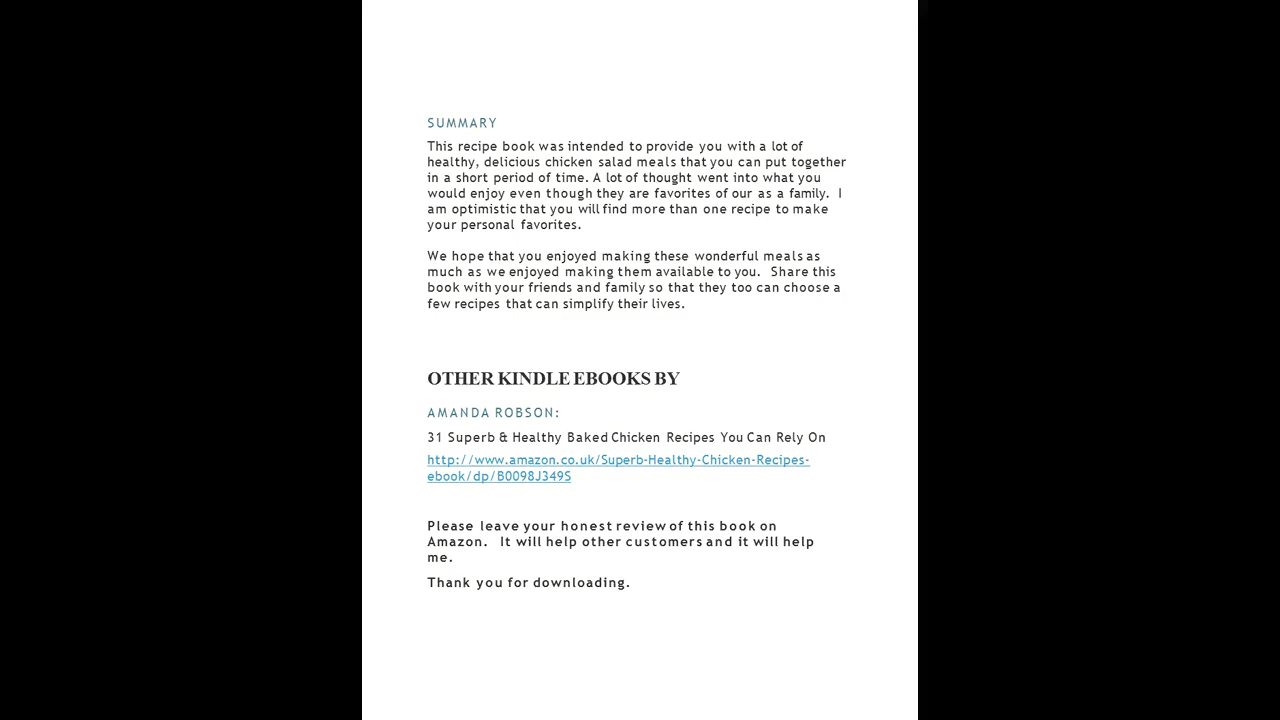 SUMMARY
This recipe book was intended to provide you with a lot of
healthy, delicious chicken salad meals that you can put together
in a short period of time. A lot of thought went into what you
would enjoy even though they are favorites of our as a family.  I
am optimistic that you will find more than one recipe to make
your personal favorites.
We hope that you enjoyed making these wonderful meals as
much as we enjoyed making them available to you.  Share this
book with your friends and family so that they too can choose a
few recipes that can simplify their lives.
OTHER KINDLE EBOOKS BY
AMANDA ROBSON:
31 Superb & Healthy Baked Chicken Recipes You Can Rely On
http://www.amazon.co.uk/Superb-Healthy-Chicken-Recipes-
ebook/dp/B0098J349S
Please leave your honest review of this book on
Amazon.  It will help other customers and it will help
me.
Thank you for downloading.